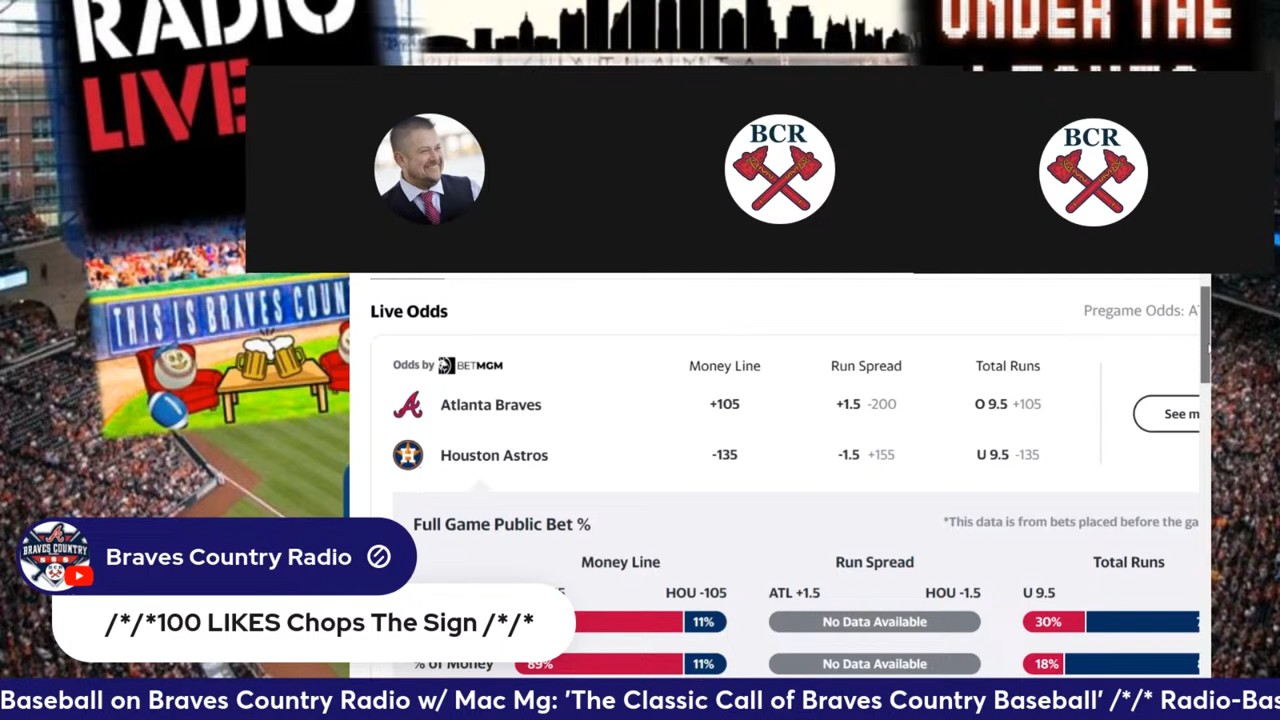 RADIO
LIVE
UNDER THE
BCR
BCR
THIS IS BRAVES COUN
Live Odds
Pregame Odds: A
Odds by BETMGM
Money Line
Run Spread
Total Runs
Atlanta Braves
+105
+1.5 -200
O 9.5 +105
See m
Houston Astros
-135
-1.5 +155
U 9.5 -135
Full Game Public Bet %
*This data is from bets placed before the ga
Money Line
Run Spread
Total Runs
HOU -105
ATL +1.5
HOU -1.5
U 9.5
11%
No Data Available
30%
% of Money
89%
11%
No Data Available
18%
BRAVES COUNTRY
Braves Country Radio
/*/*100 LIKES Chops The Sign /*/*
Baseball on Braves Country Radio w/ Mac Mg: 'The Classic Call of Braves Country Baseball' /*/* Radio-Bas